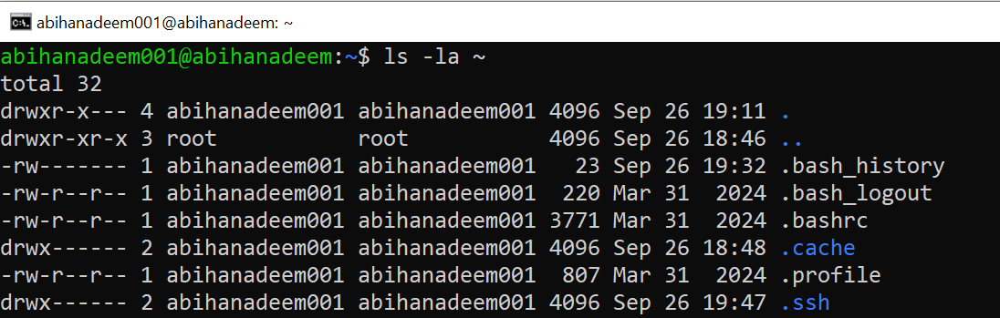 abihanadeem001@abihanadeem: ~
abihanadeem001@abihanadeem:~$ ls -la ~
total 32
drwxr-x--- 4 abihanadeem001 abihanadeem001 4096 Sep 26 19:11 .
drwxr-xr-x 3 root           root           4096 Sep 26 18:46 ..
-rw------- 1 abihanadeem001 abihanadeem001   23 Sep 26 19:32 .bash_history
-rw-r--r-- 1 abihanadeem001 abihanadeem001  220 Mar 31  2024 .bash_logout
-rw-r--r-- 1 abihanadeem001 abihanadeem001 3771 Mar 31  2024 .bashrc
drwx------ 2 abihanadeem001 abihanadeem001 4096 Sep 26 18:48 .cache
-rw-r--r-- 1 abihanadeem001 abihanadeem001  807 Mar 31  2024 .profile
drwx------ 2 abihanadeem001 abihanadeem001 4096 Sep 26 19:47 .ssh